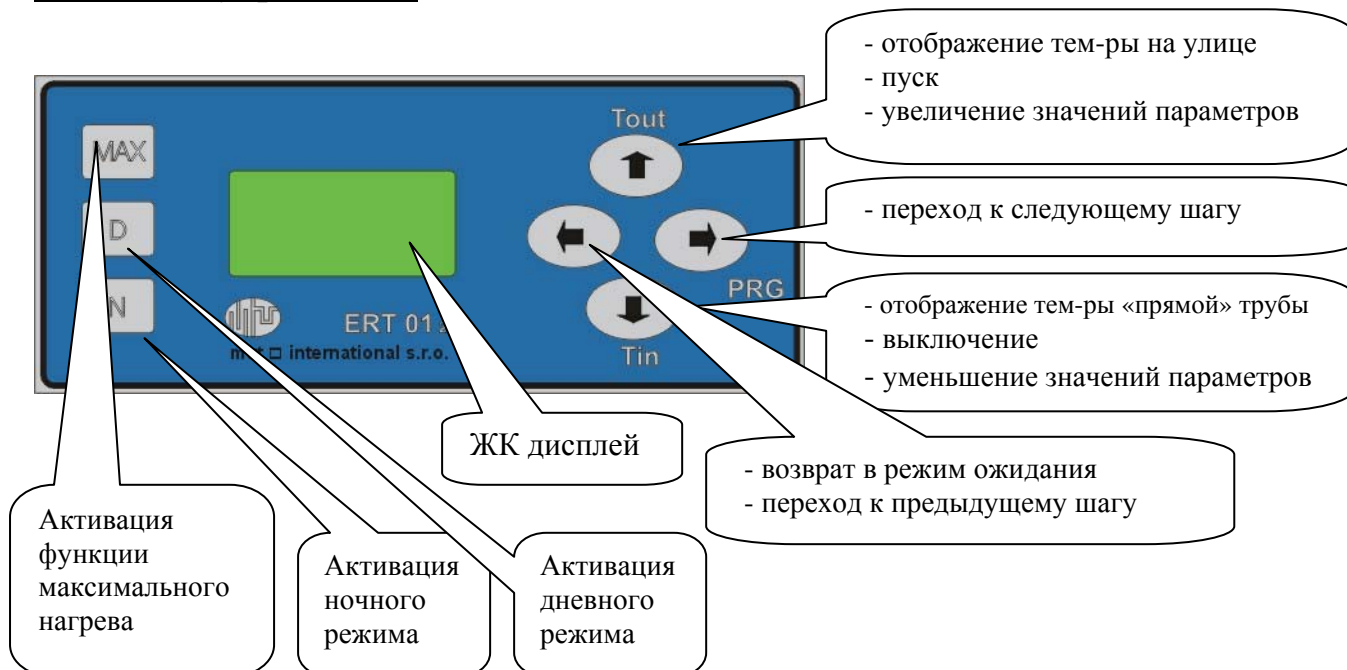 - отображение тем-ры на улице
- пуск
- увеличение значений параметров
Tout
MAX
- переход к следующему шагу
D
PRG
N
ERT 01
international s.r.o.
Tin
- отображение тем-ры «прямой» трубы
- выключение
- уменьшение значений параметров
ЖК дисплей
- возврат в режим ожидания
- переход к предыдущему шагу
Активация
функции
максимального
нагрева
Активация
ночного
режима
Активация
дневного
режима